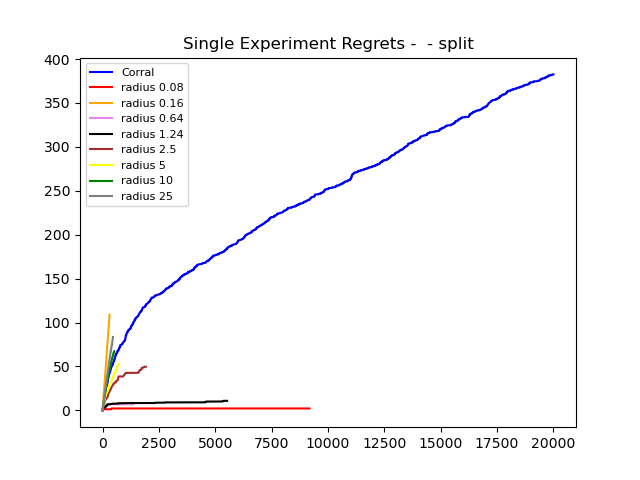 Single Experiment Regrets -  - split
400
350
300
250
200
150
100
50
0
Corral
radius 0.08
radius 0.16
radius 0.64
radius 1.24
radius 2.5
radius 5
radius 10
radius 25
0 2500 5000 7500 10000 12500 15000 17500 20000